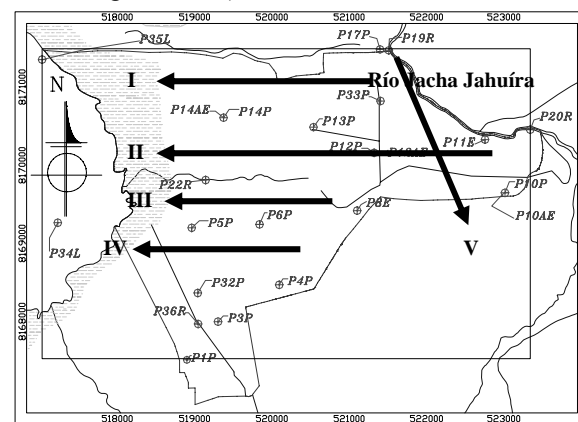 518000 519000 520000 521000 522000 523000
P17P P19R
P35L
I Río Jacha Jahuíra
8171000
N
P33P
P14AE P14P
P13P
P20R
P11E
II P12P
8170000
P22R
P10P
III P8E
P10AE
P5P P6P
P34L
IV V
8169000
P32P P4P
P36R P3P
8168000
P1P
518000 519000 520000 521000 522000 523000